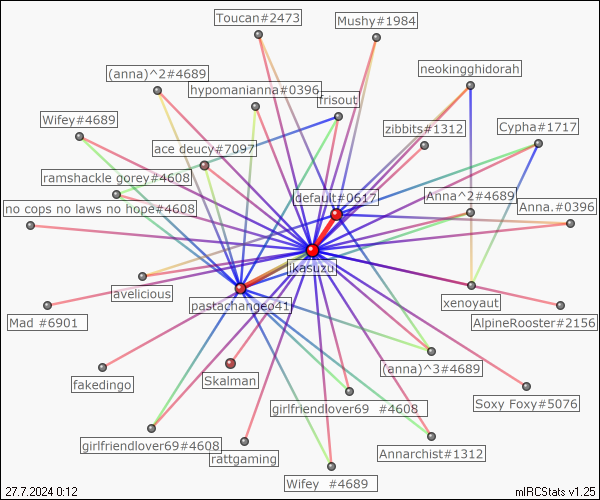 Toucan#2473
Mushy#1984
neokingghidorah
(anna)^2#4689
hypomanianna#0396
frisout
Wifey#4689
zibbits#1312
Cypha#1717
ace deucy#7097
ramshackle gorey#4608
default#0617
Anna^2#4689
no cops no laws no hope#4608
Anna.#0396
ikasuzu
avelicious
pastachangeo41
xenoyaut
Mad #6901
AlpineRooster#2156
fakedingo
Skalman
(anna)^3#4689
girlfriendlover69 #4608
Soxy Foxy#5076
girlfriendlover69#4608
rattgaming
Annarchist#1312
Wifey #4689
27.7.2024 0:12
mIRCStats v1.25